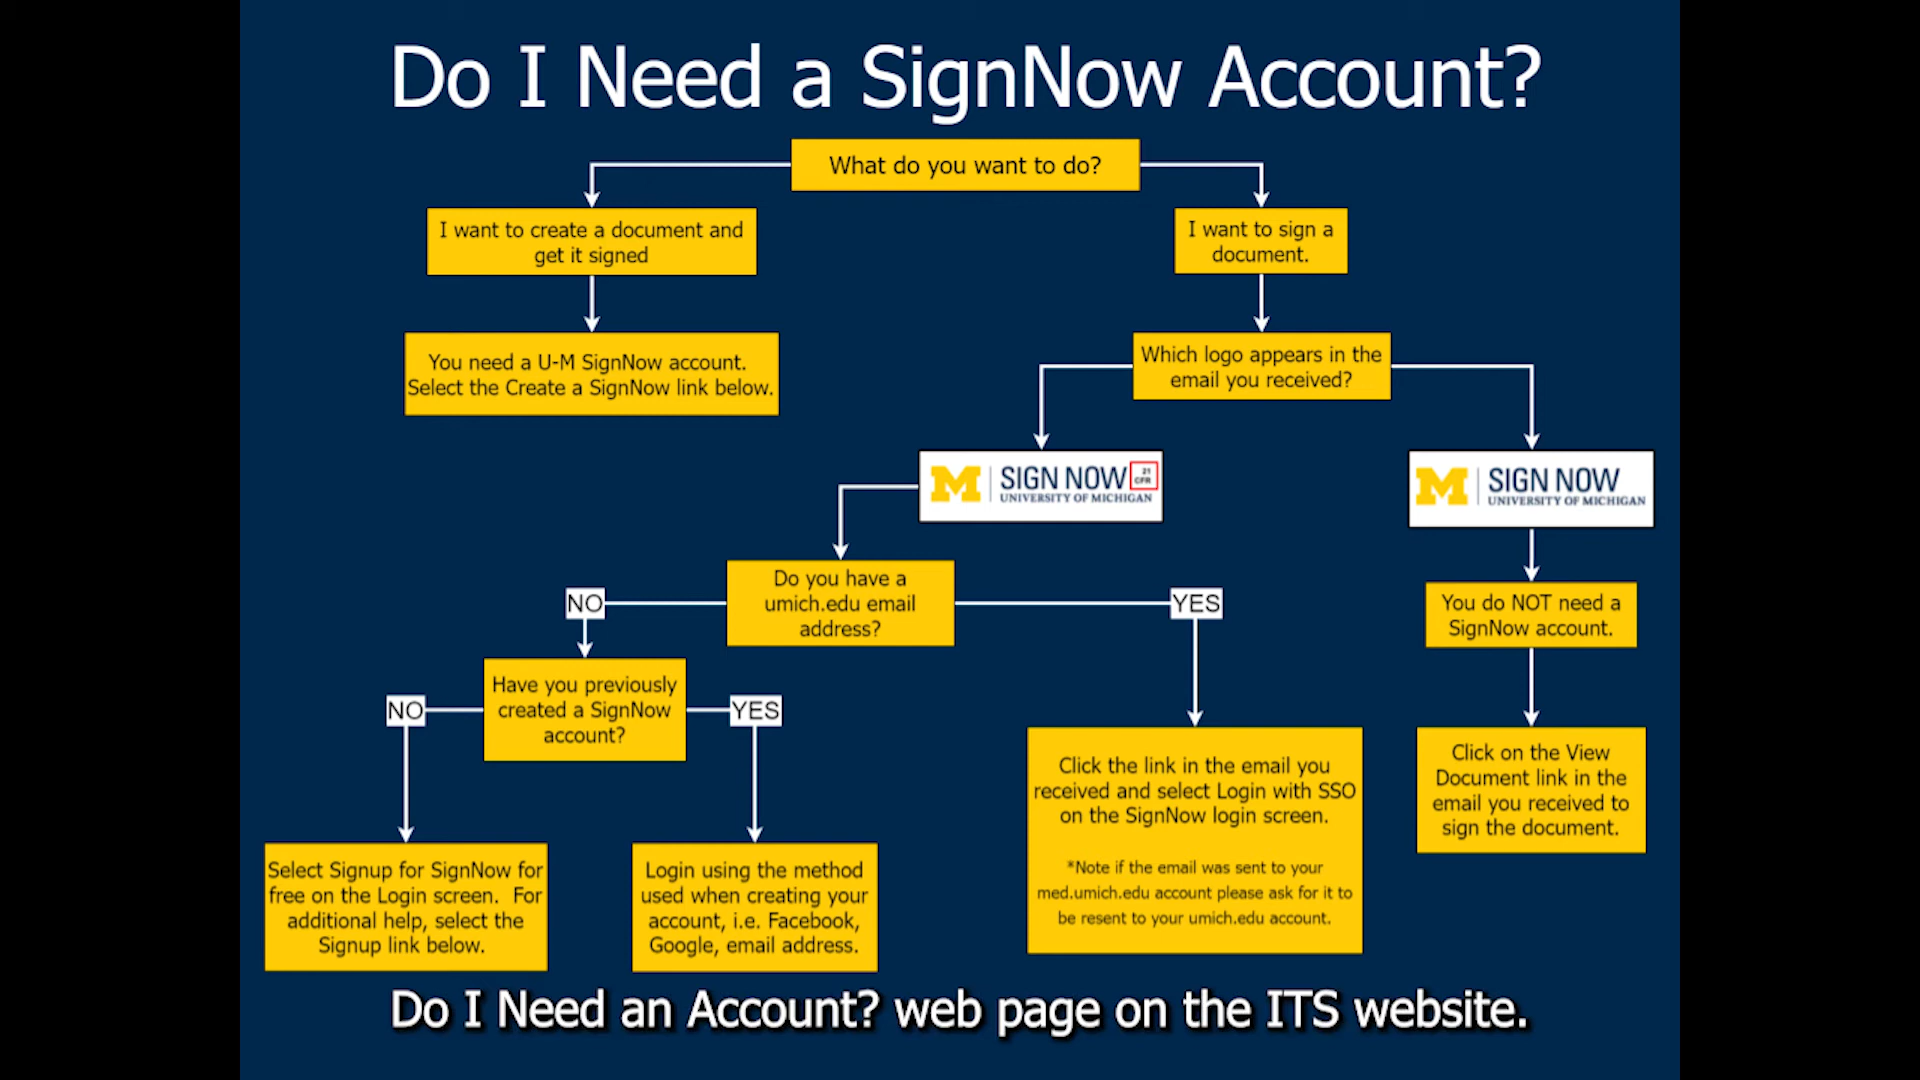 Do I Need a SignNow Account?
What do you want to do?
I want to create a document and
get it signed
I want to sign a
document.
You need a U-M SignNow account.
Select the Create a SignNow link below.
Which logo appears in the
email you received?
M SIGN NOW 21 CFR
UNIVERSITY OF MICHIGAN
M SIGN NOW
UNIVERSITY OF MICHIGAN
Do you have a
umich.edu email
address?
NO
YES
You do NOT need a
SignNow account.
Have you previously
created a SignNow
account?
NO
YES
Click the link in the email you
received and select Login with SSO
on the SignNow login screen.
*Note if the email was sent to your
med.umich.edu account please ask for it to
be resent to your umich.edu account.
Click on the View
Document link in the
email you received to
sign the document.
Select Signup for SignNow for
free on the Login screen. For
additional help, select the
Signup link below.
Login using the method
used when creating your
account, i.e. Facebook,
Google, email address.
Do I Need an Account? web page on the ITS website.